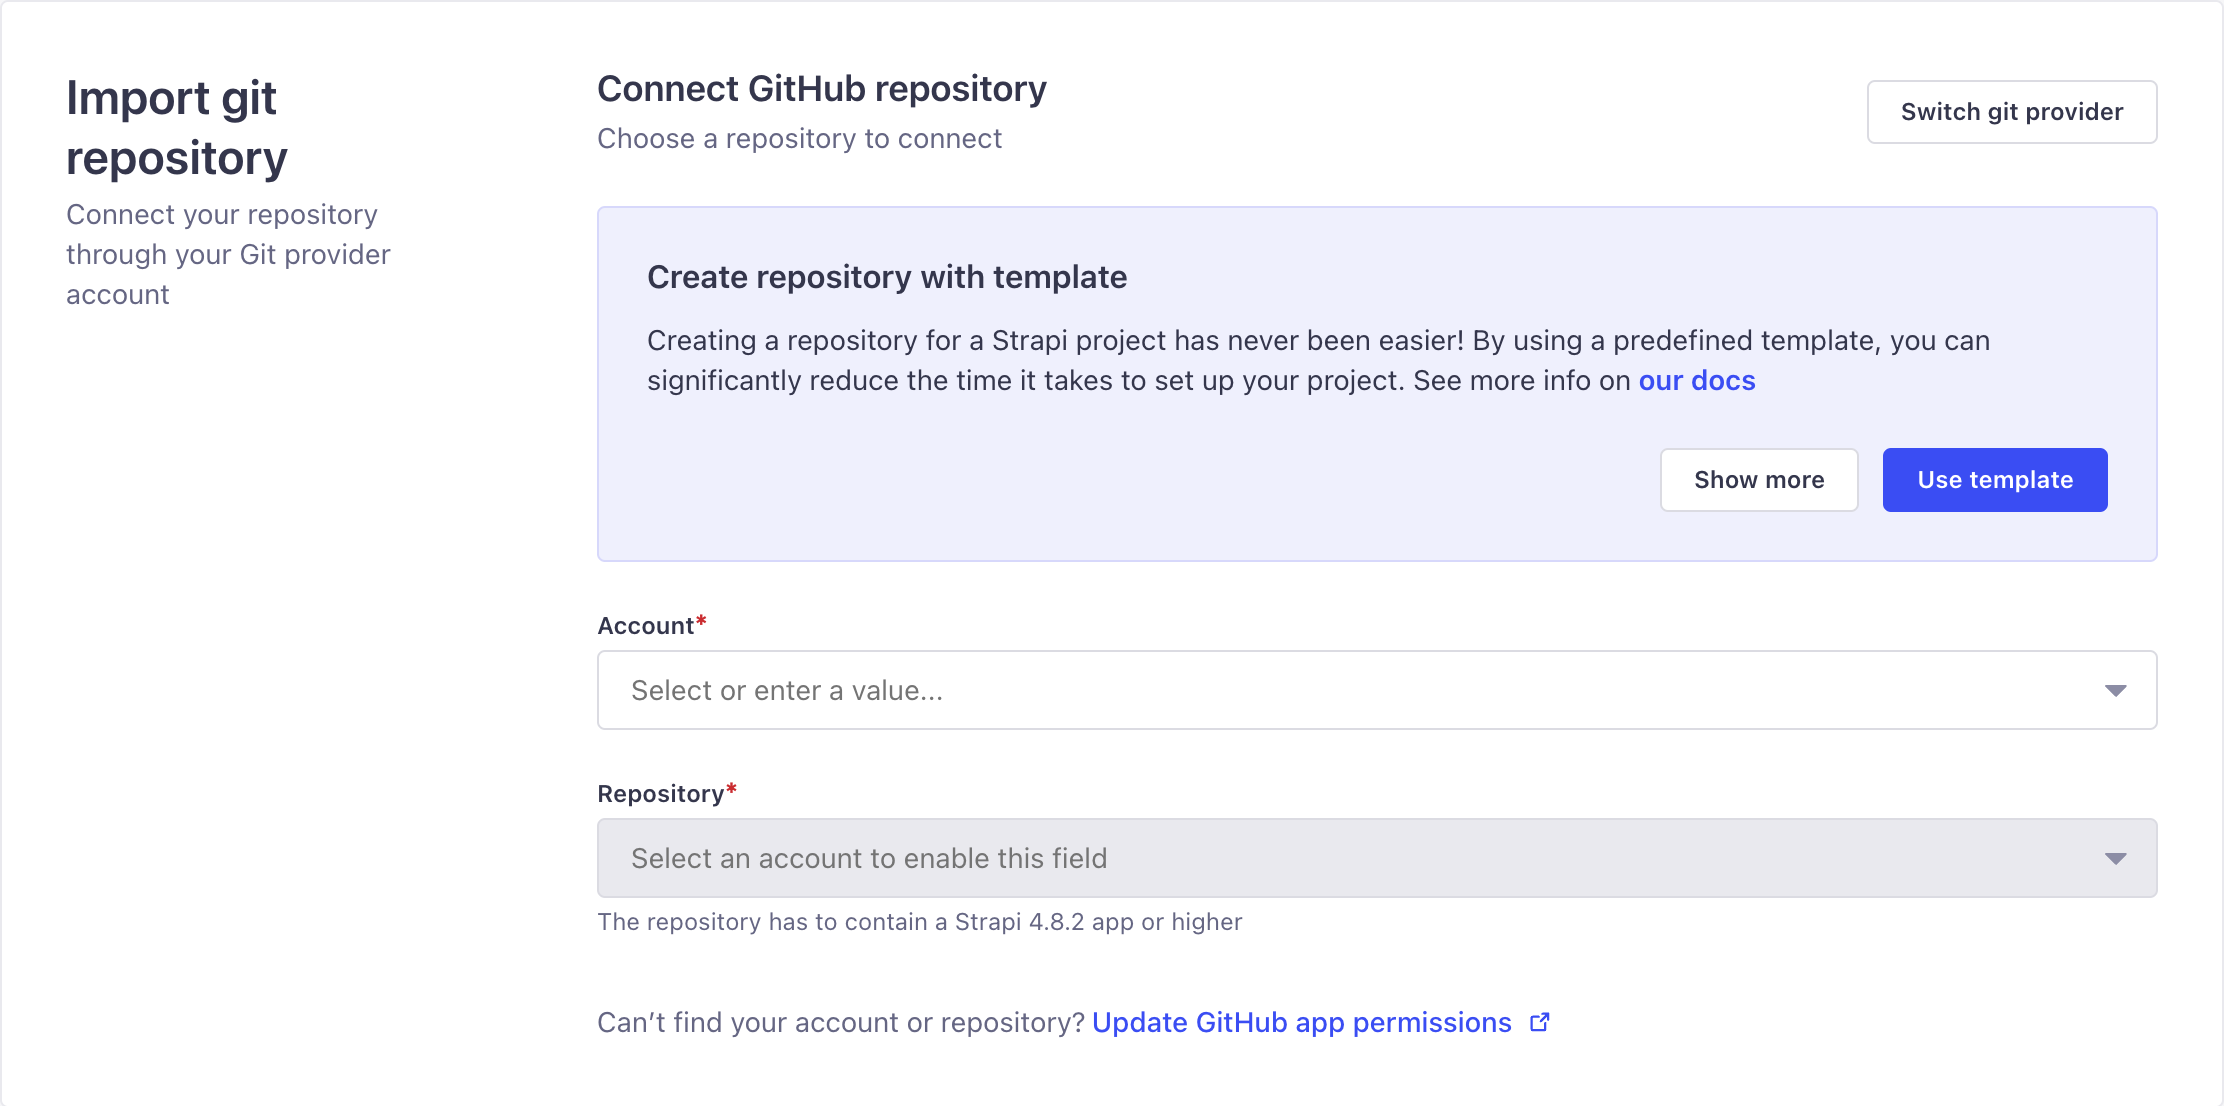 Import git
repository
Connect your repository
through your Git provider
account
Connect GitHub repository
Choose a repository to connect
Switch git provider
Create repository with template
Creating a repository for a Strapi project has never been easier! By using a predefined template, you can
significantly reduce the time it takes to set up your project. See more info on our docs
Show more
Use template
Account*
Select or enter a value...
Repository*
Select an account to enable this field
The repository has to contain a Strapi 4.8.2 app or higher
Can’t find your account or repository? Update GitHub app permissions